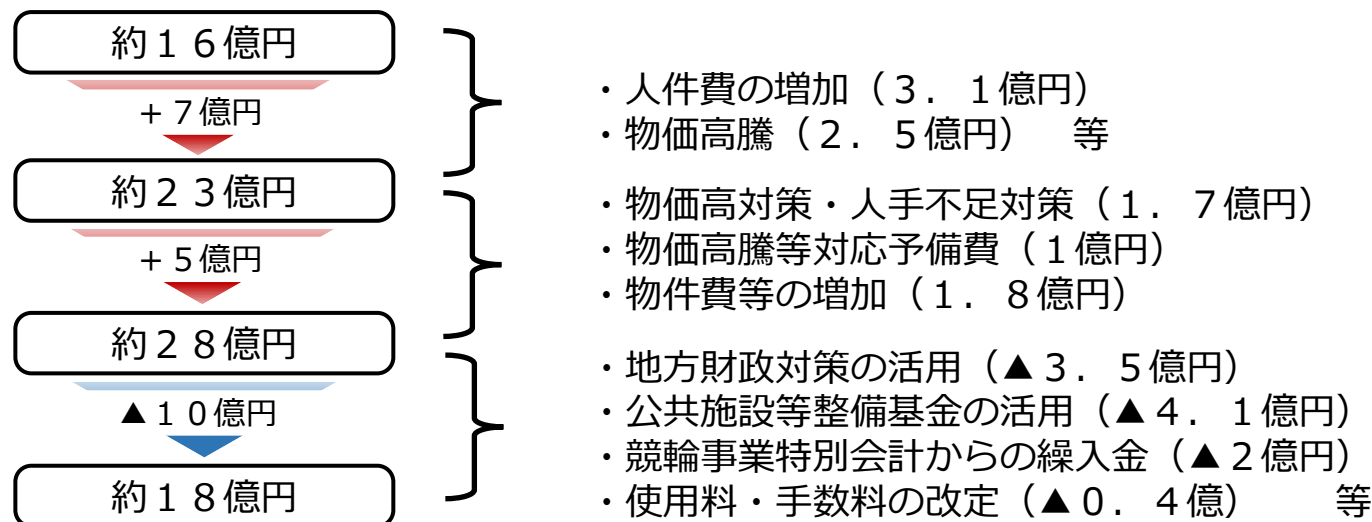 約１６億円
＋７億円
約２３億円
＋５億円
約２８億円
▲１０億円
約１８億円
・人件費の増加（３．１億円）
・物価高騰（２．５億円）　等
・物価高対策・人手不足対策（１．７億円）
・物価高騰等対応予備費（１億円）
・物件費等の増加（１．８億円）
・地方財政対策の活用（▲３．５億円）
・公共施設等整備基金の活用（▲４．１億円）
・競輪事業特別会計からの繰入金（▲２億円）
・使用料・手数料の改定（▲０．４億）　　等